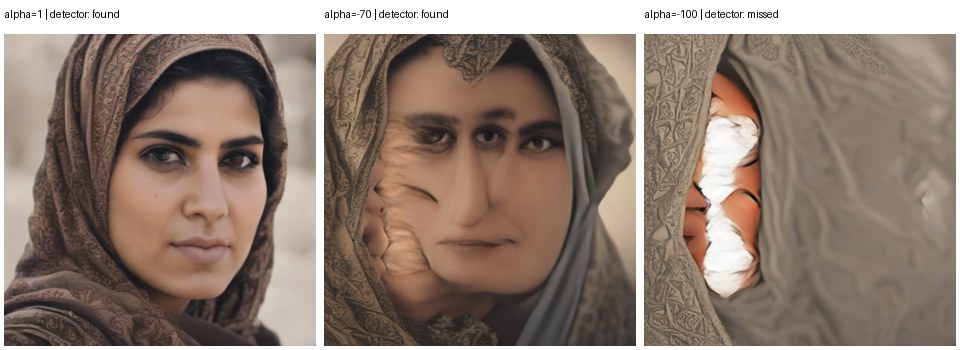 alpha=1 | detector: found
alpha=-70 | detector: found
alpha=-100 | detector: missed